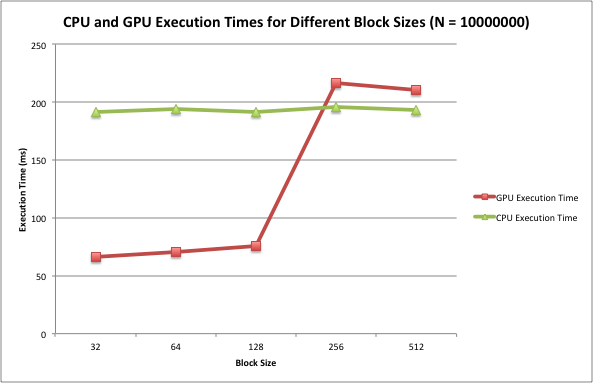 CPU and GPU Execution Times for Different Block Sizes (N = 10000000)
250
200
150
100
50
0
Execution Time (ms)
32 64 128 256 512
Block Size
GPU Execution Time
CPU Execution Time